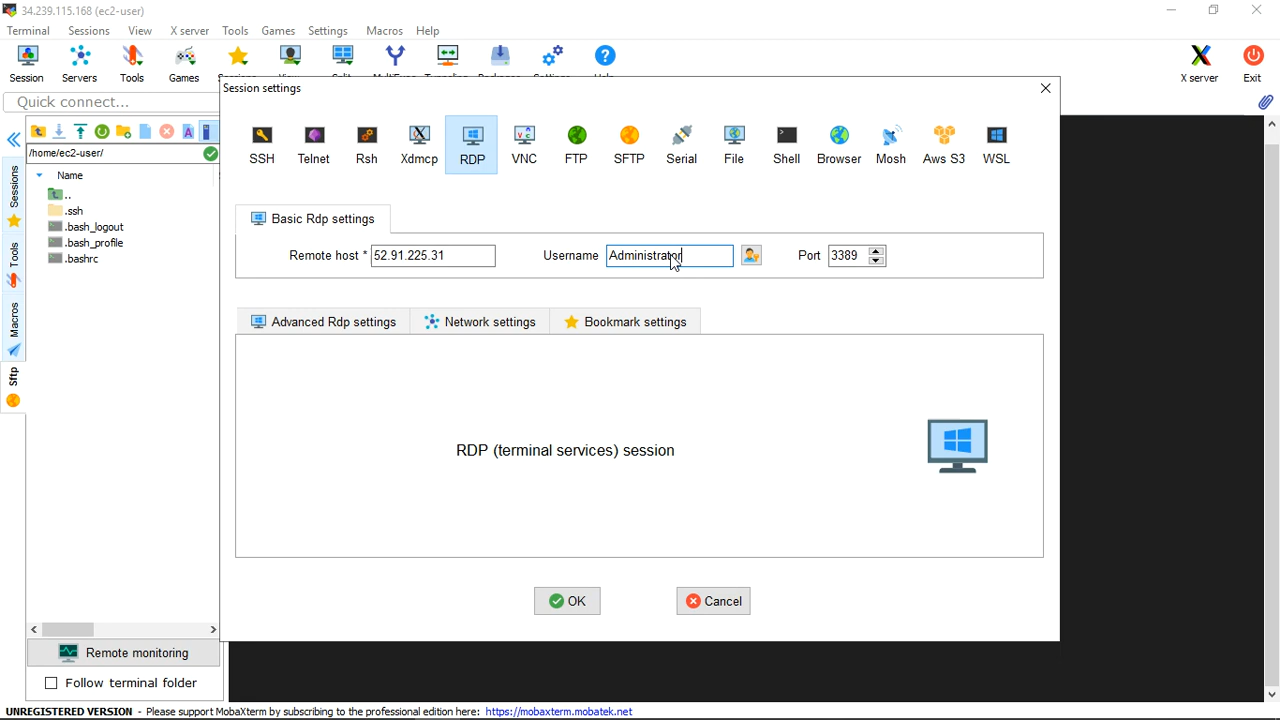 34.239.115.168 (ec2-user)
Terminal Sessions View X server Tools Games Settings Macros Help
Session Servers Tools Games X server Exit
Quick connect...
Session settings
SSH Telnet Rsh Xdmcp RDP VNC FTP SFTP Serial File Shell Browser Mosh Aws S3 WSL
/home/ec2-user/
Name
..
.ssh
.bash_logout
.bash_profile
.bashrc
Sessions
Tools
Macros
Sftp
Basic Rdp settings
Remote host * 52.91.225.31 Username Administrator Port 3389
Advanced Rdp settings Network settings Bookmark settings
RDP (terminal services) session
OK Cancel
Remote monitoring
Follow terminal folder
UNREGISTERED VERSION - Please support MobaXterm by subscribing to the professional edition here: https://mobaxterm.mobatek.net